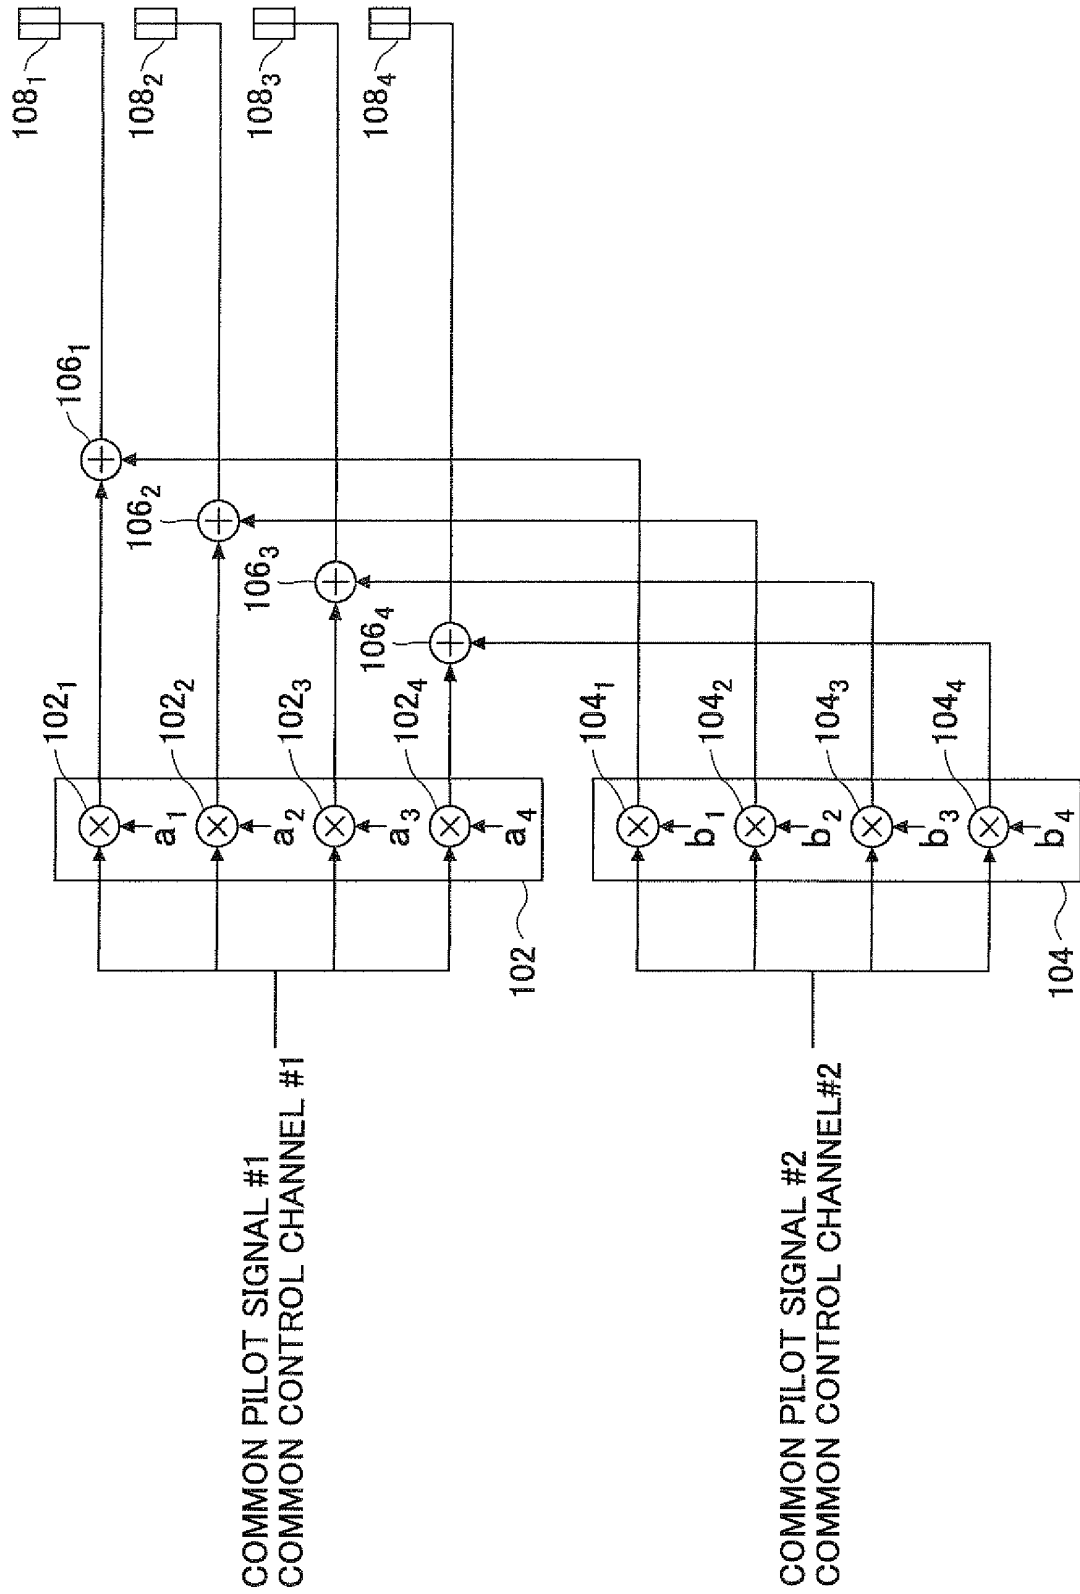 COMMON PILOT SIGNAL #1
COMMON CONTROL CHANNEL #1
102
102₁
102₂
102₃
102₄
a₁
a₂
a₃
a₄
106₁
106₂
106₃
106₄
108₁
108₂
108₃
108₄
COMMON PILOT SIGNAL #2
COMMON CONTROL CHANNEL#2
104
104₁
104₂
104₃
104₄
b₁
b₂
b₃
b₄